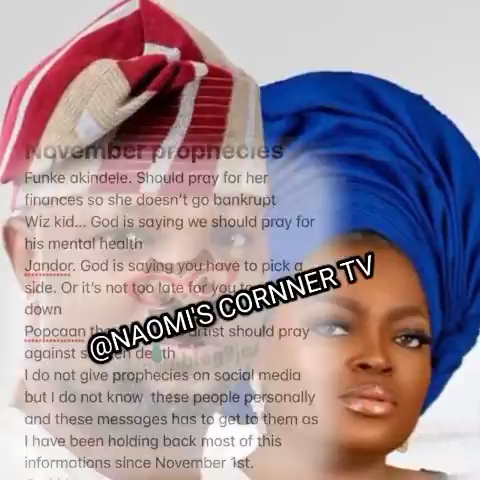 November prophecies
Funke akindele. Should pray for her
finances so she doesn't go bankrupt
Wiz kid... God is saying we should pray for
his mental health
Jandor. God is saying you have to pick a
side. Or it's not too late for you to
down
Popcaan artist should pray
against death
@NAOMI'S CORNNER TV
I do not give prophecies on social media
but I do not know these people personally
and these messages has to get to them as
I have been holding back most of this
informations since November 1st.